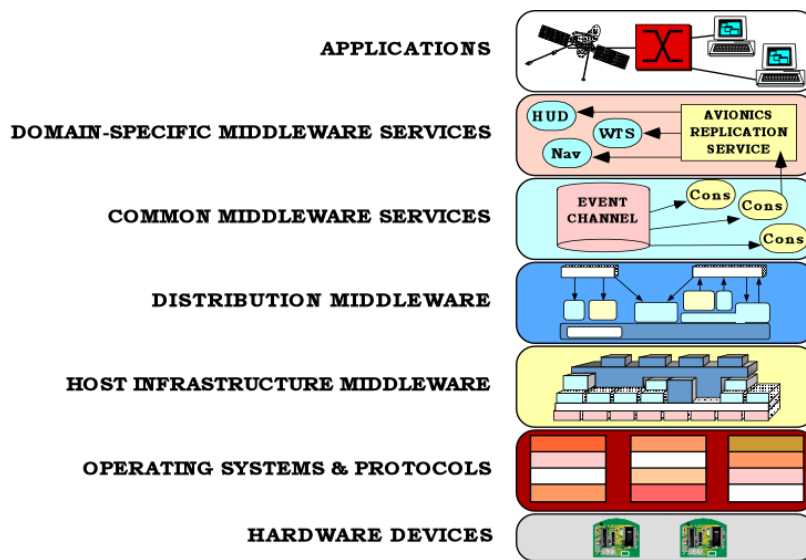 APPLICATIONS
DOMAIN-SPECIFIC MIDDLEWARE SERVICES
HUD
WTS
Nav
AVIONICS
REPLICATION
SERVICE
COMMON MIDDLEWARE SERVICES
EVENT
CHANNEL
Cons
Cons
Cons
DISTRIBUTION MIDDLEWARE
HOST INFRASTRUCTURE MIDDLEWARE
OPERATING SYSTEMS & PROTOCOLS
HARDWARE DEVICES